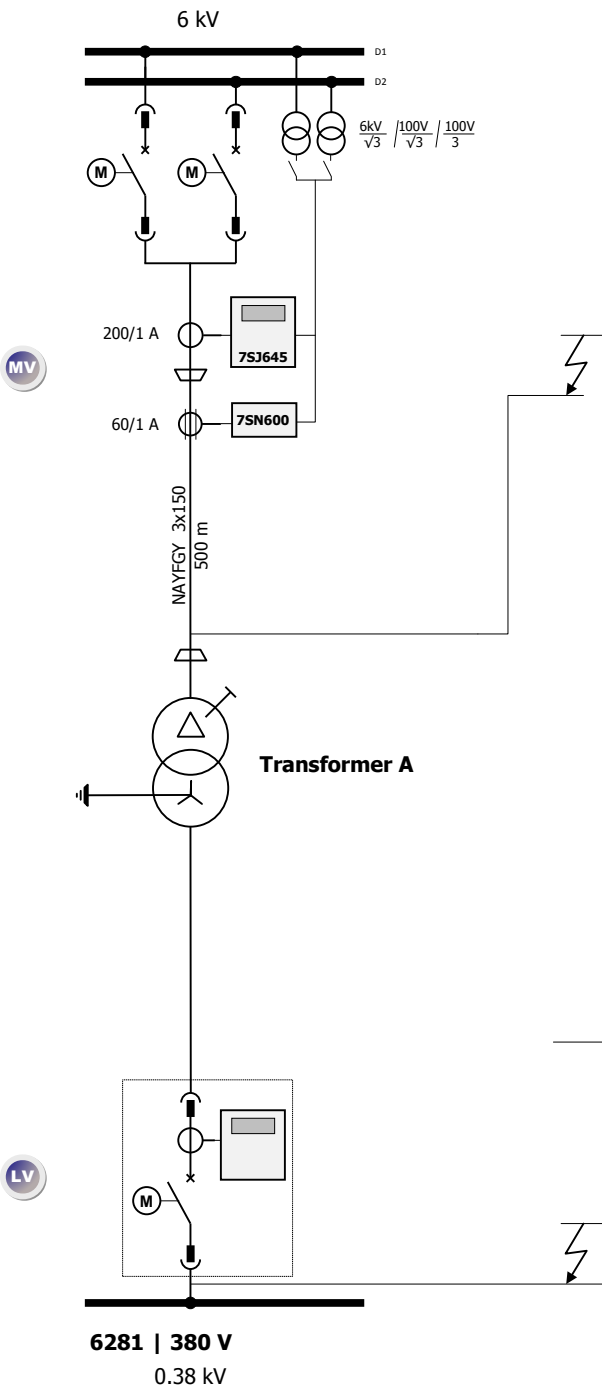 6 kV
D1
D2
6kV/√3 / 100V/√3 / 100V/3
M
M
200/1 A
7SJ645
MV
60/1 A
7SN600
NAYFGY 3x150
500 m
Transformer A
LV
M
6281 | 380 V
0.38 kV